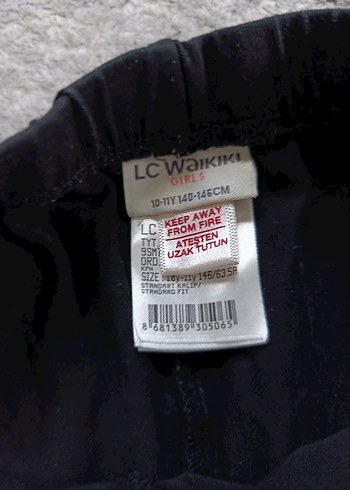 LC WAIKIKI
GIRLS
10-11Y 140-146CM
KEEP AWAY
FROM FIRE
ATEŞTEN
UZAK TUTUN
LC
TYT
9SM
ORD
KPN
SIZE 10Y-11Y 146/63.5A
STANDART KALIP/
STANDARD FIT
8 681389 305065